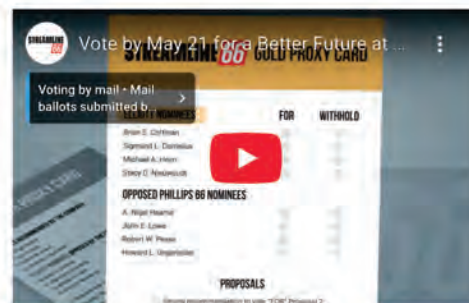 STREAMLINE 66
Vote by May 21 for a Better Future at ...
STREAMLINE 66 GOLD PROXY CARD
Voting by mail • Mail
ballots submitted b...
ELLIOTT NOMINEES FOR WITHHOLD
Brian S. Coffman
Sigmund L. Cornelius
Michael A. Heim
Stacy D. Nieuwoudt
OPPOSED PHILLIPS 66 NOMINEES
A. Nigel Hearne
John E. Lowe
Robert W. Pease
Howard I. Ungerleider
PROPOSALS